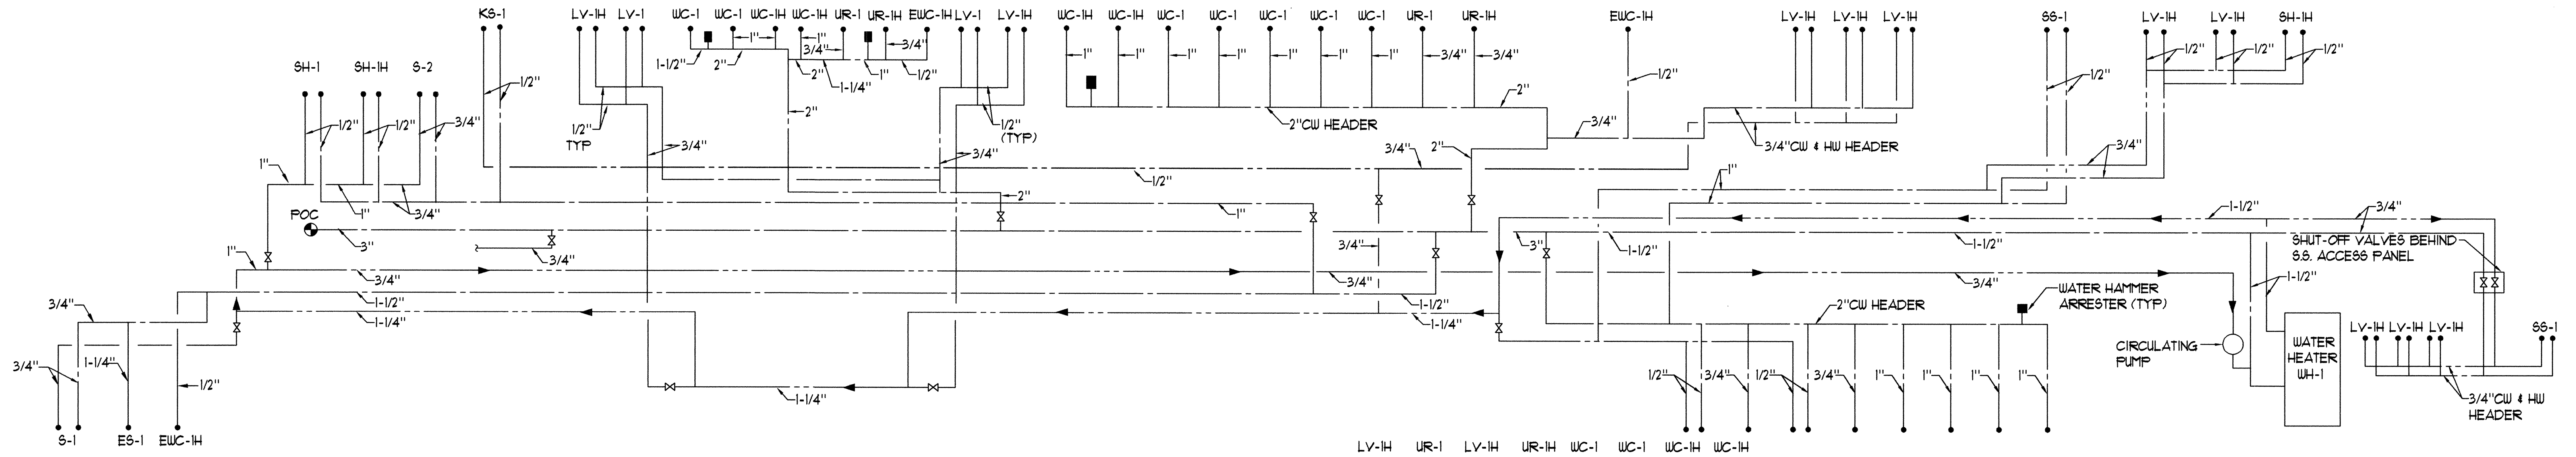 KS-1 LV-1H LV-1 WC-1 WC-1 WC-1H WC-1H UR-1 UR-1H EWC-1H LV-1 LV-1H WC-1H WC-1H WC-1 WC-1 WC-1 WC-1 WC-1 UR-1 UR-1H EWC-1H LV-1H LV-1H LV-1H SS-1 LV-1H LV-1H SH-1H
1" 1" 3/4" 3/4"
1-1/2" 2" 2" 1-1/4" 1" 1/2"
1" 1" 1" 1" 1" 1" 1" 3/4" 3/4"
1/2" 1/2" 1/2"
SH-1 SH-1H S-2
1/2" 1/2" 1/2"
2" 2"
1/2" 1/2" 3/4" 1/2"
TYP
1/2"
(TYP)
2"CW HEADER
3/4"
3/4"CW & HW HEADER
3/4" 3/4" 2" 3/4" 3/4"
1" 1" 3/4" 1/2" 1"
2" 1"
POC
3"
3/4"
3/4" 3" 1-1/2" 1-1/2" 1-1/2" 3/4"
SHUT-OFF VALVES BEHIND
S.S. ACCESS PANEL
1" 3/4" 3/4" 3/4" 1-1/2"
3/4" 1-1/2" 1-1/2"
1-1/4" 1-1/4"
WATER HAMMER
ARRESTER (TYP)
2"CW HEADER
3/4" 1-1/4" 1/2"
1-1/4"
CIRCULATING
PUMP
WATER
HEATER
WH-1
LV-1H LV-1H LV-1H SS-1
1/2" 3/4" 1/2" 3/4" 1" 1" 1" 1"
3/4"CW & HW
HEADER
S-1 ES-1 EWC-1H
LV-1H UR-1 LV-1H UR-1H WC-1 WC-1 WC-1H WC-1H